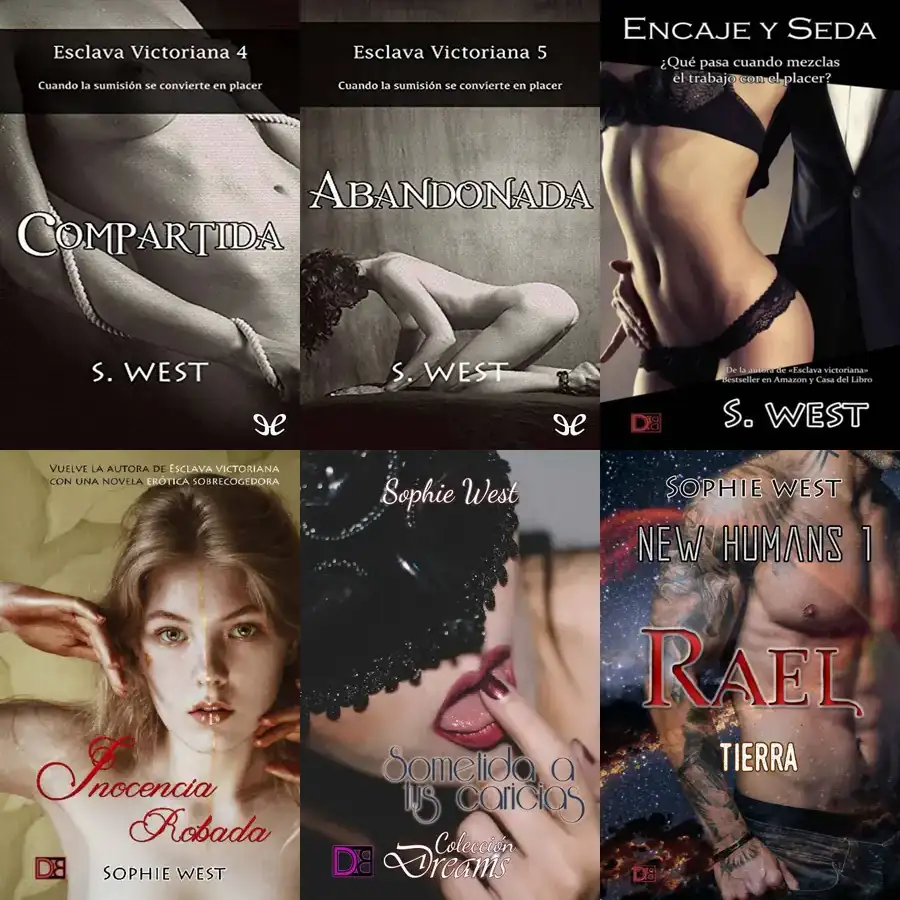 Esclava Victoriana 4
Cuando la sumisión se convierte en placer
COMPARTIDA
S. WEST
Esclava Victoriana 5
Cuando la sumisión se convierte en placer
ABANDONADA
S. WEST
ENCAJE Y SEDA
¿Qué pasa cuando mezclas
el trabajo con el placer?
De la autora de «Esclava victoriana»
Bestseller en Amazon y Casa del Libro
S. WEST
VUELVE LA AUTORA DE ESCLAVA VICTORIANA
CON UNA NOVELA ERÓTICA SOBRECOGEDORA
Inocencia
Robada
SOPHIE WEST
Sophie West
Sometida a
tus caricias
Colección
Dreams
SOPHIE WEST
NEW HUMANS 1
RAEL
TIERRA